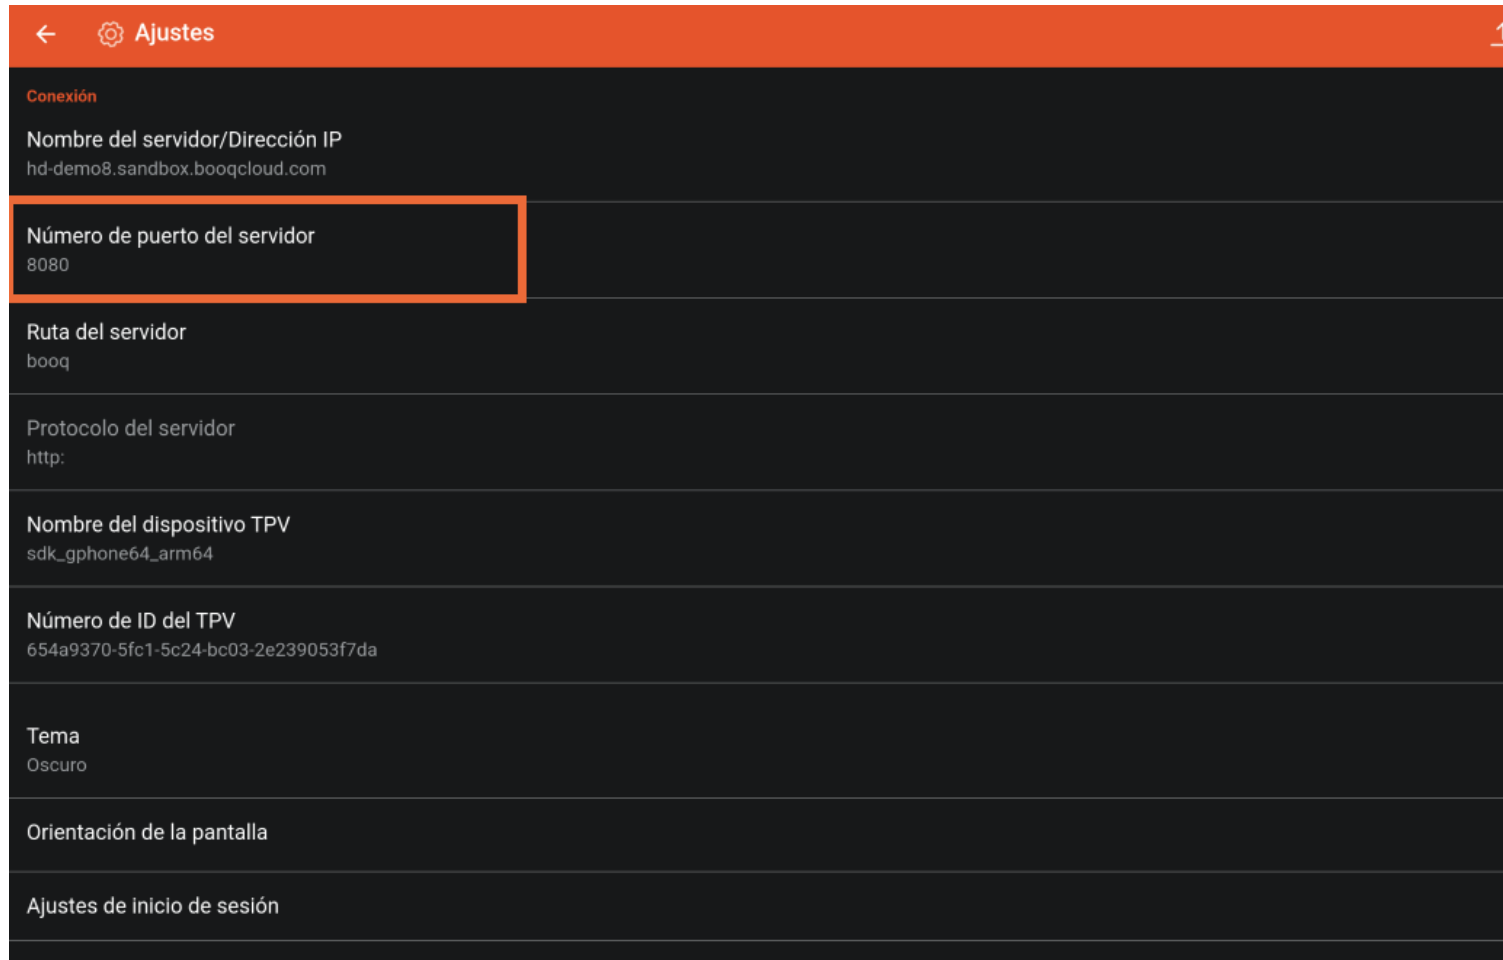 Ajustes
Conexión
Nombre del servidor/Dirección IP
hd-demo8.sandbox.booqcloud.com
Número de puerto del servidor
8080
Ruta del servidor
booq
Protocolo del servidor
http:
Nombre del dispositivo TPV
sdk_gphone64_arm64
Número de ID del TPV
654a9370-5fc1-5c24-bc03-2e239053f7da
Tema
Oscuro
Orientación de la pantalla
Ajustes de inicio de sesión